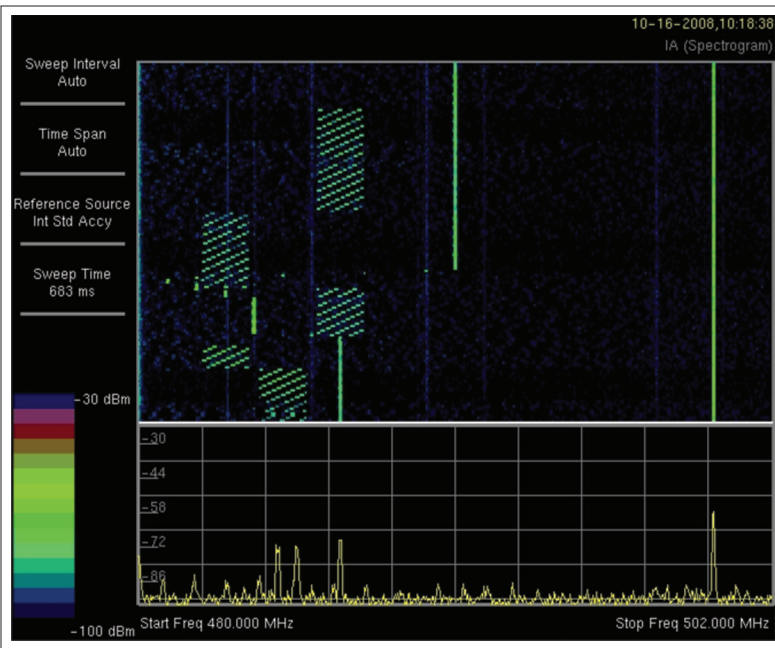 10-16-2008,10:18:38
IA (Spectrogram)
Sweep Interval
Auto
Time Span
Auto
Reference Source
Int Std Accy
Sweep Time
683 ms
-30 dBm
-100 dBm
-30
-44
-58
-72
-86
Start Freq 480.000 MHz
Stop Freq 502.000 MHz